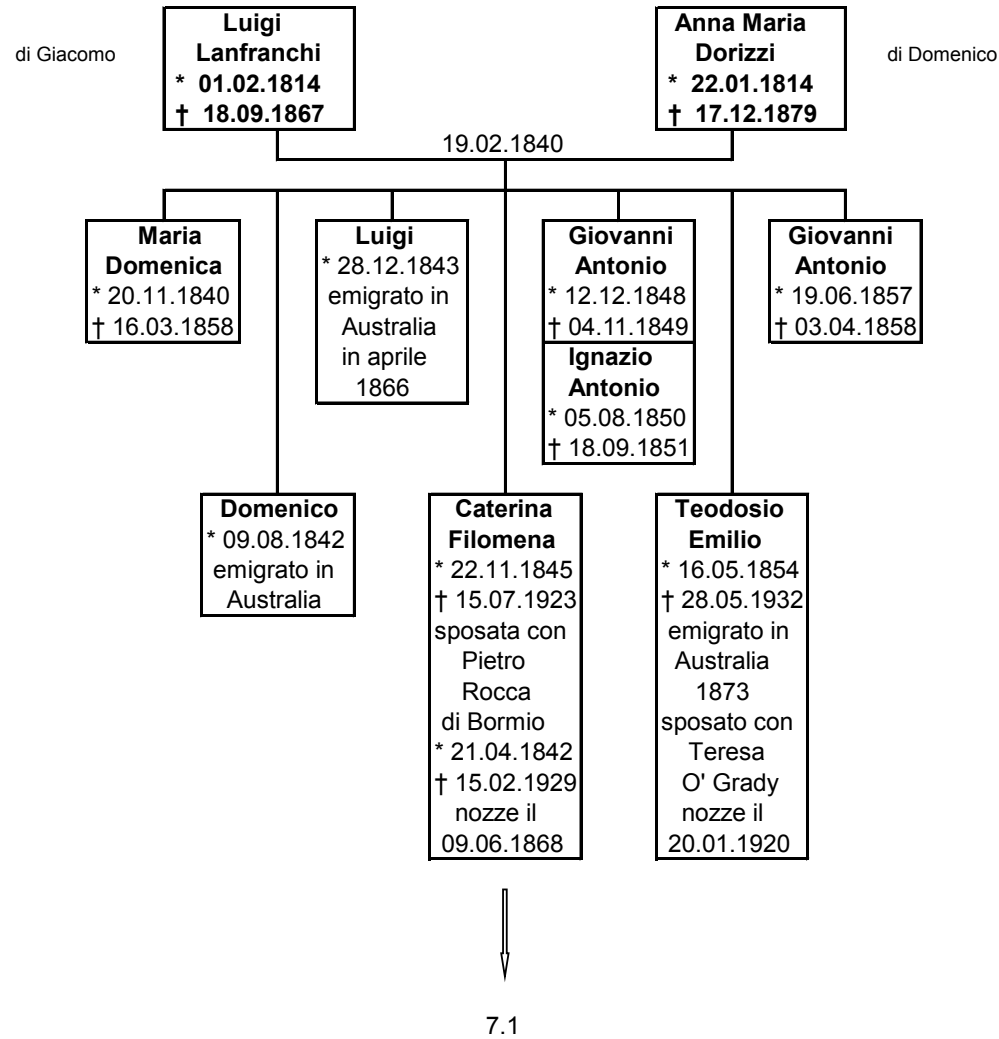 Luigi
Lanfranchi
* 01.02.1814
† 18.09.1867
di Giacomo
Anna Maria
Dorizzi
* 22.01.1814
† 17.12.1879
di Domenico
19.02.1840
Maria
Domenica
* 20.11.1840
† 16.03.1858
Luigi
* 28.12.1843
emigrato in
Australia
in aprile
1866
Giovanni
Antonio
* 12.12.1848
† 04.11.1849
Ignazio
Antonio
* 05.08.1850
† 18.09.1851
Giovanni
Antonio
* 19.06.1857
† 03.04.1858
Domenico
* 09.08.1842
emigrato in
Australia
Caterina
Filomena
* 22.11.1845
† 15.07.1923
sposata con
Pietro
Rocca
di Bormio
* 21.04.1842
† 15.02.1929
nozze il
09.06.1868
Teodosio
Emilio
* 16.05.1854
† 28.05.1932
emigrato in
Australia
1873
sposato con
Teresa
O' Grady
nozze il
20.01.1920
7.1